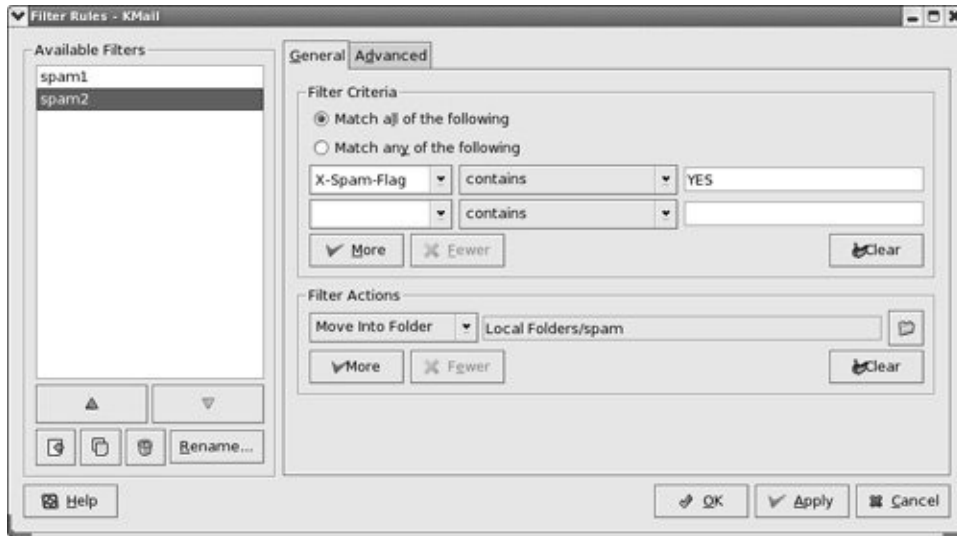 Filter Rules - KMail
Available Filters
spam1
spam2
Rename...
General Advanced
Filter Criteria
Match all of the following
Match any of the following
X-Spam-Flag contains YES
contains
More Fewer Clear
Filter Actions
Move Into Folder Local Folders/spam
More Fewer Clear
Help OK Apply Cancel